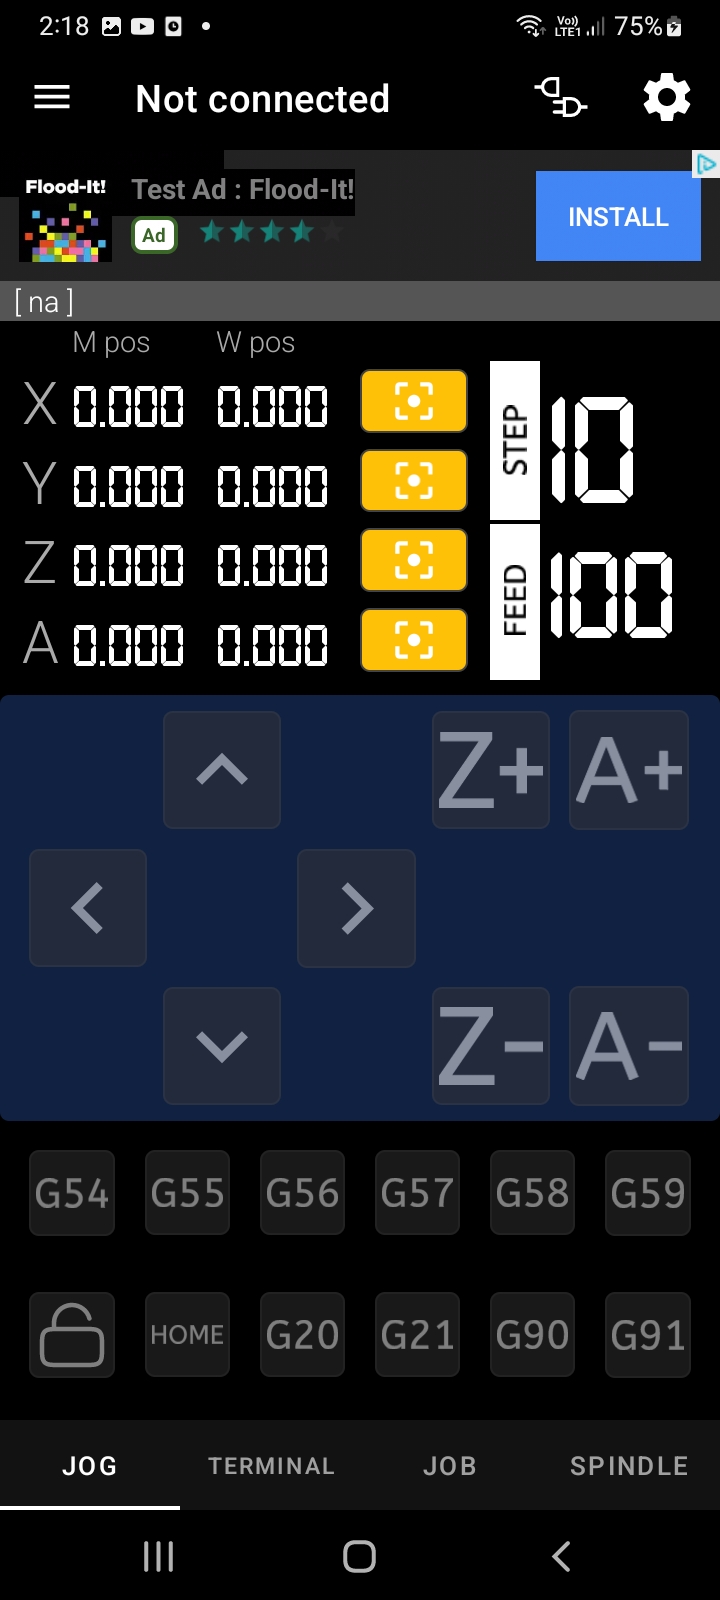 2:18 Vo)) LTE1 75%
Not connected
Flood-It! Test Ad : Flood-It!
Ad
INSTALL
[ na ]
M pos W pos
X 0.000 0.000
Y 0.000 0.000
Z 0.000 0.000
A 0.000 0.000
STEP 10
FEED 100
Z+ A+
Z- A-
G54 G55 G56 G57 G58 G59
HOME G20 G21 G90 G91
JOG TERMINAL JOB SPINDLE